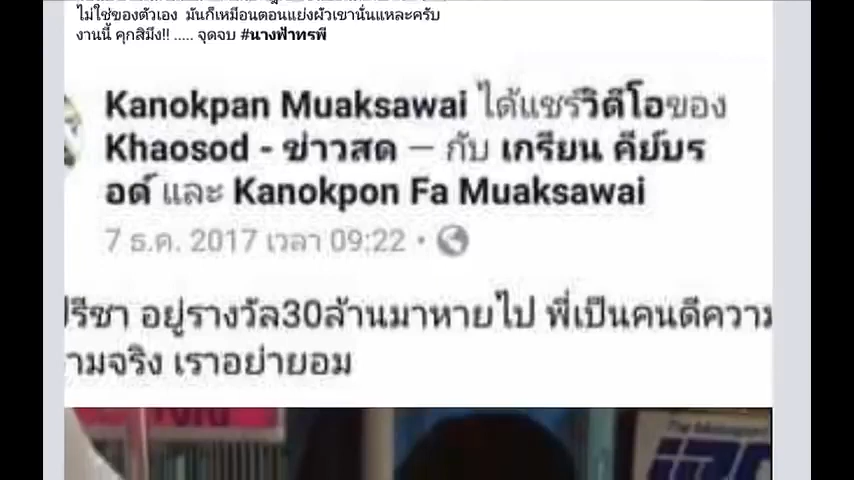 ไม่ใช่ของตัวเอง มันก็เหมือนตอนแย่งผัวเขานั่นแหละครับ
งานนี้ คุกสิมึง!! ..... จุดจบ #นางฟ้าทรพี
Kanokpan Muaksawai ได้แชร์วิดีโอของ
Khaosod - ข่าวสด — กับ เกรียน คีย์บร
อด์ และ Kanokpon Fa Muaksawai
7 ธ.ค. 2017 เวลา 09:22 •
ปรีชา อยู่รางวัล30ล้านมาหายไป พี่เป็นคนดีความ
ามจริง เราอย่ายอม